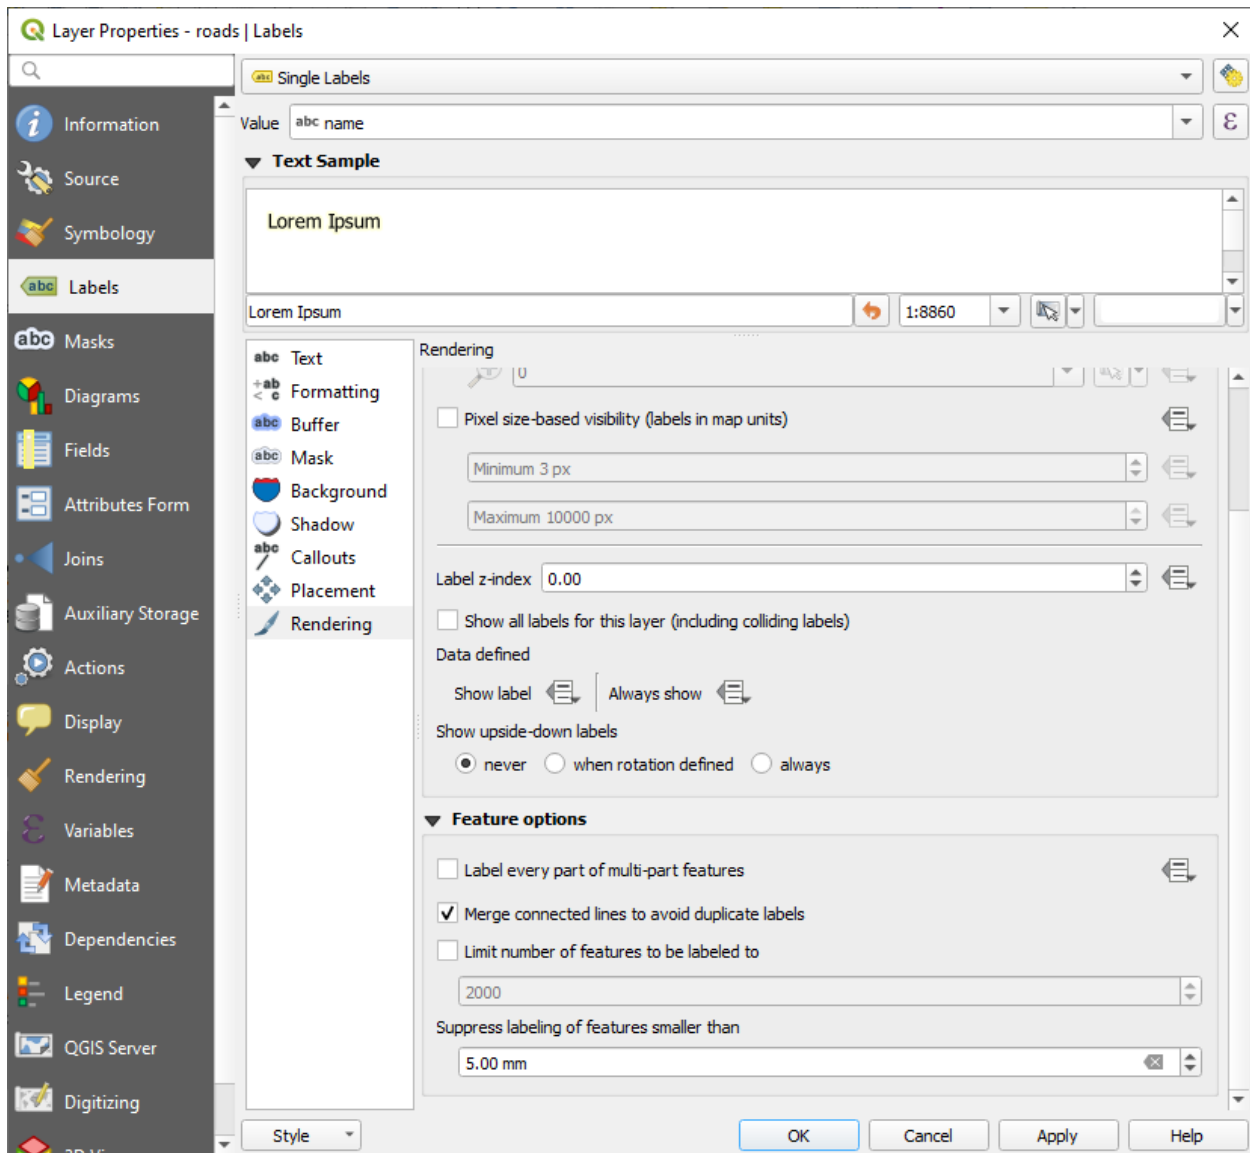 Layer Properties - roads | Labels
Single Labels
Value abc name
Text Sample
Lorem Ipsum
Lorem Ipsum
1:8860
Information
Source
Symbology
abc Labels
abc Masks
Diagrams
Fields
Attributes Form
Joins
Auxiliary Storage
Actions
Display
Rendering
Variables
Metadata
Dependencies
Legend
QGIS Server
Digitizing
abc Text
+ab < c Formatting
abc Buffer
abc Mask
Background
Shadow
abc Callouts
Placement
Rendering
Rendering
0
Pixel size-based visibility (labels in map units)
Minimum 3 px
Maximum 10000 px
Label z-index 0.00
Show all labels for this layer (including colliding labels)
Data defined
Show label Always show
Show upside-down labels
never when rotation defined always
Feature options
Label every part of multi-part features
Merge connected lines to avoid duplicate labels
Limit number of features to be labeled to
2000
Suppress labeling of features smaller than
5.00 mm
Style OK Cancel Apply Help